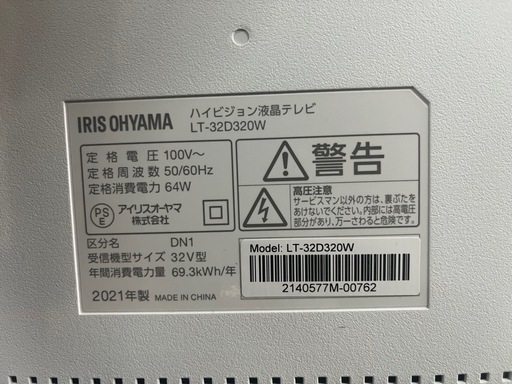 IRIS OHYAMA
ハイビジョン液晶テレビ
LT-32D320W
定格電圧 100V～
定格周波数 50/60Hz
定格消費電力 64W
PS
E
アイリスオーヤマ
株式会社
区分名 DN1
受信機型サイズ 32V型
年間消費電力量 69.3kWh/年
2021年製 MADE IN CHINA
警告
高圧注意
サービスマン以外の方は、裏ぶたを
あけないでください。内部には高電圧
部分があり、万一さわると危険です。
Model: LT-32D320W
2140577M-00762